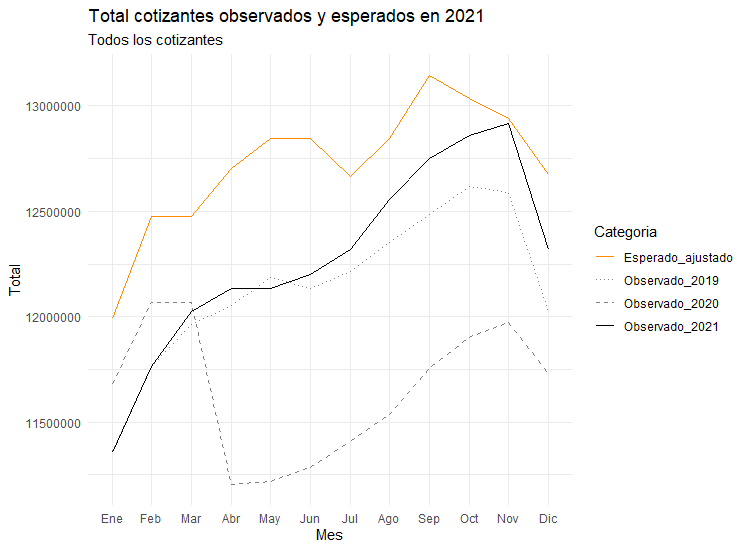 Total cotizantes observados y esperados en 2021
Todos los cotizantes
13000000
12500000
12000000
11500000
Total
Ene Feb Mar Abr May Jun Jul Ago Sep Oct Nov Dic
Mes
Categoria
Esperado_ajustado
Observado_2019
Observado_2020
Observado_2021